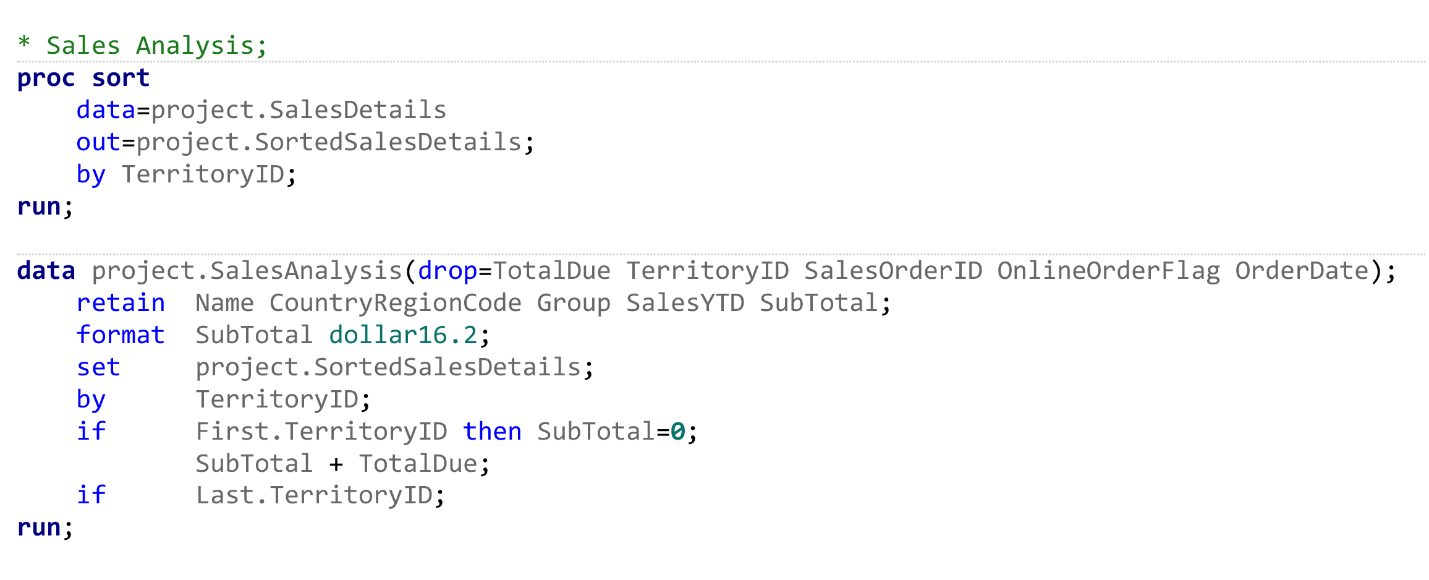 * Sales Analysis;
proc sort
    data=project.SalesDetails
    out=project.SortedSalesDetails;
    by TerritoryID;
run;

data project.SalesAnalysis(drop=TotalDue TerritoryID SalesOrderID OnlineOrderFlag OrderDate);
    retain  Name CountryRegionCode Group SalesYTD SubTotal;
    format  SubTotal dollar16.2;
    set     project.SortedSalesDetails;
    by      TerritoryID;
    if      First.TerritoryID then SubTotal=0;
            SubTotal + TotalDue;
    if      Last.TerritoryID;
run;